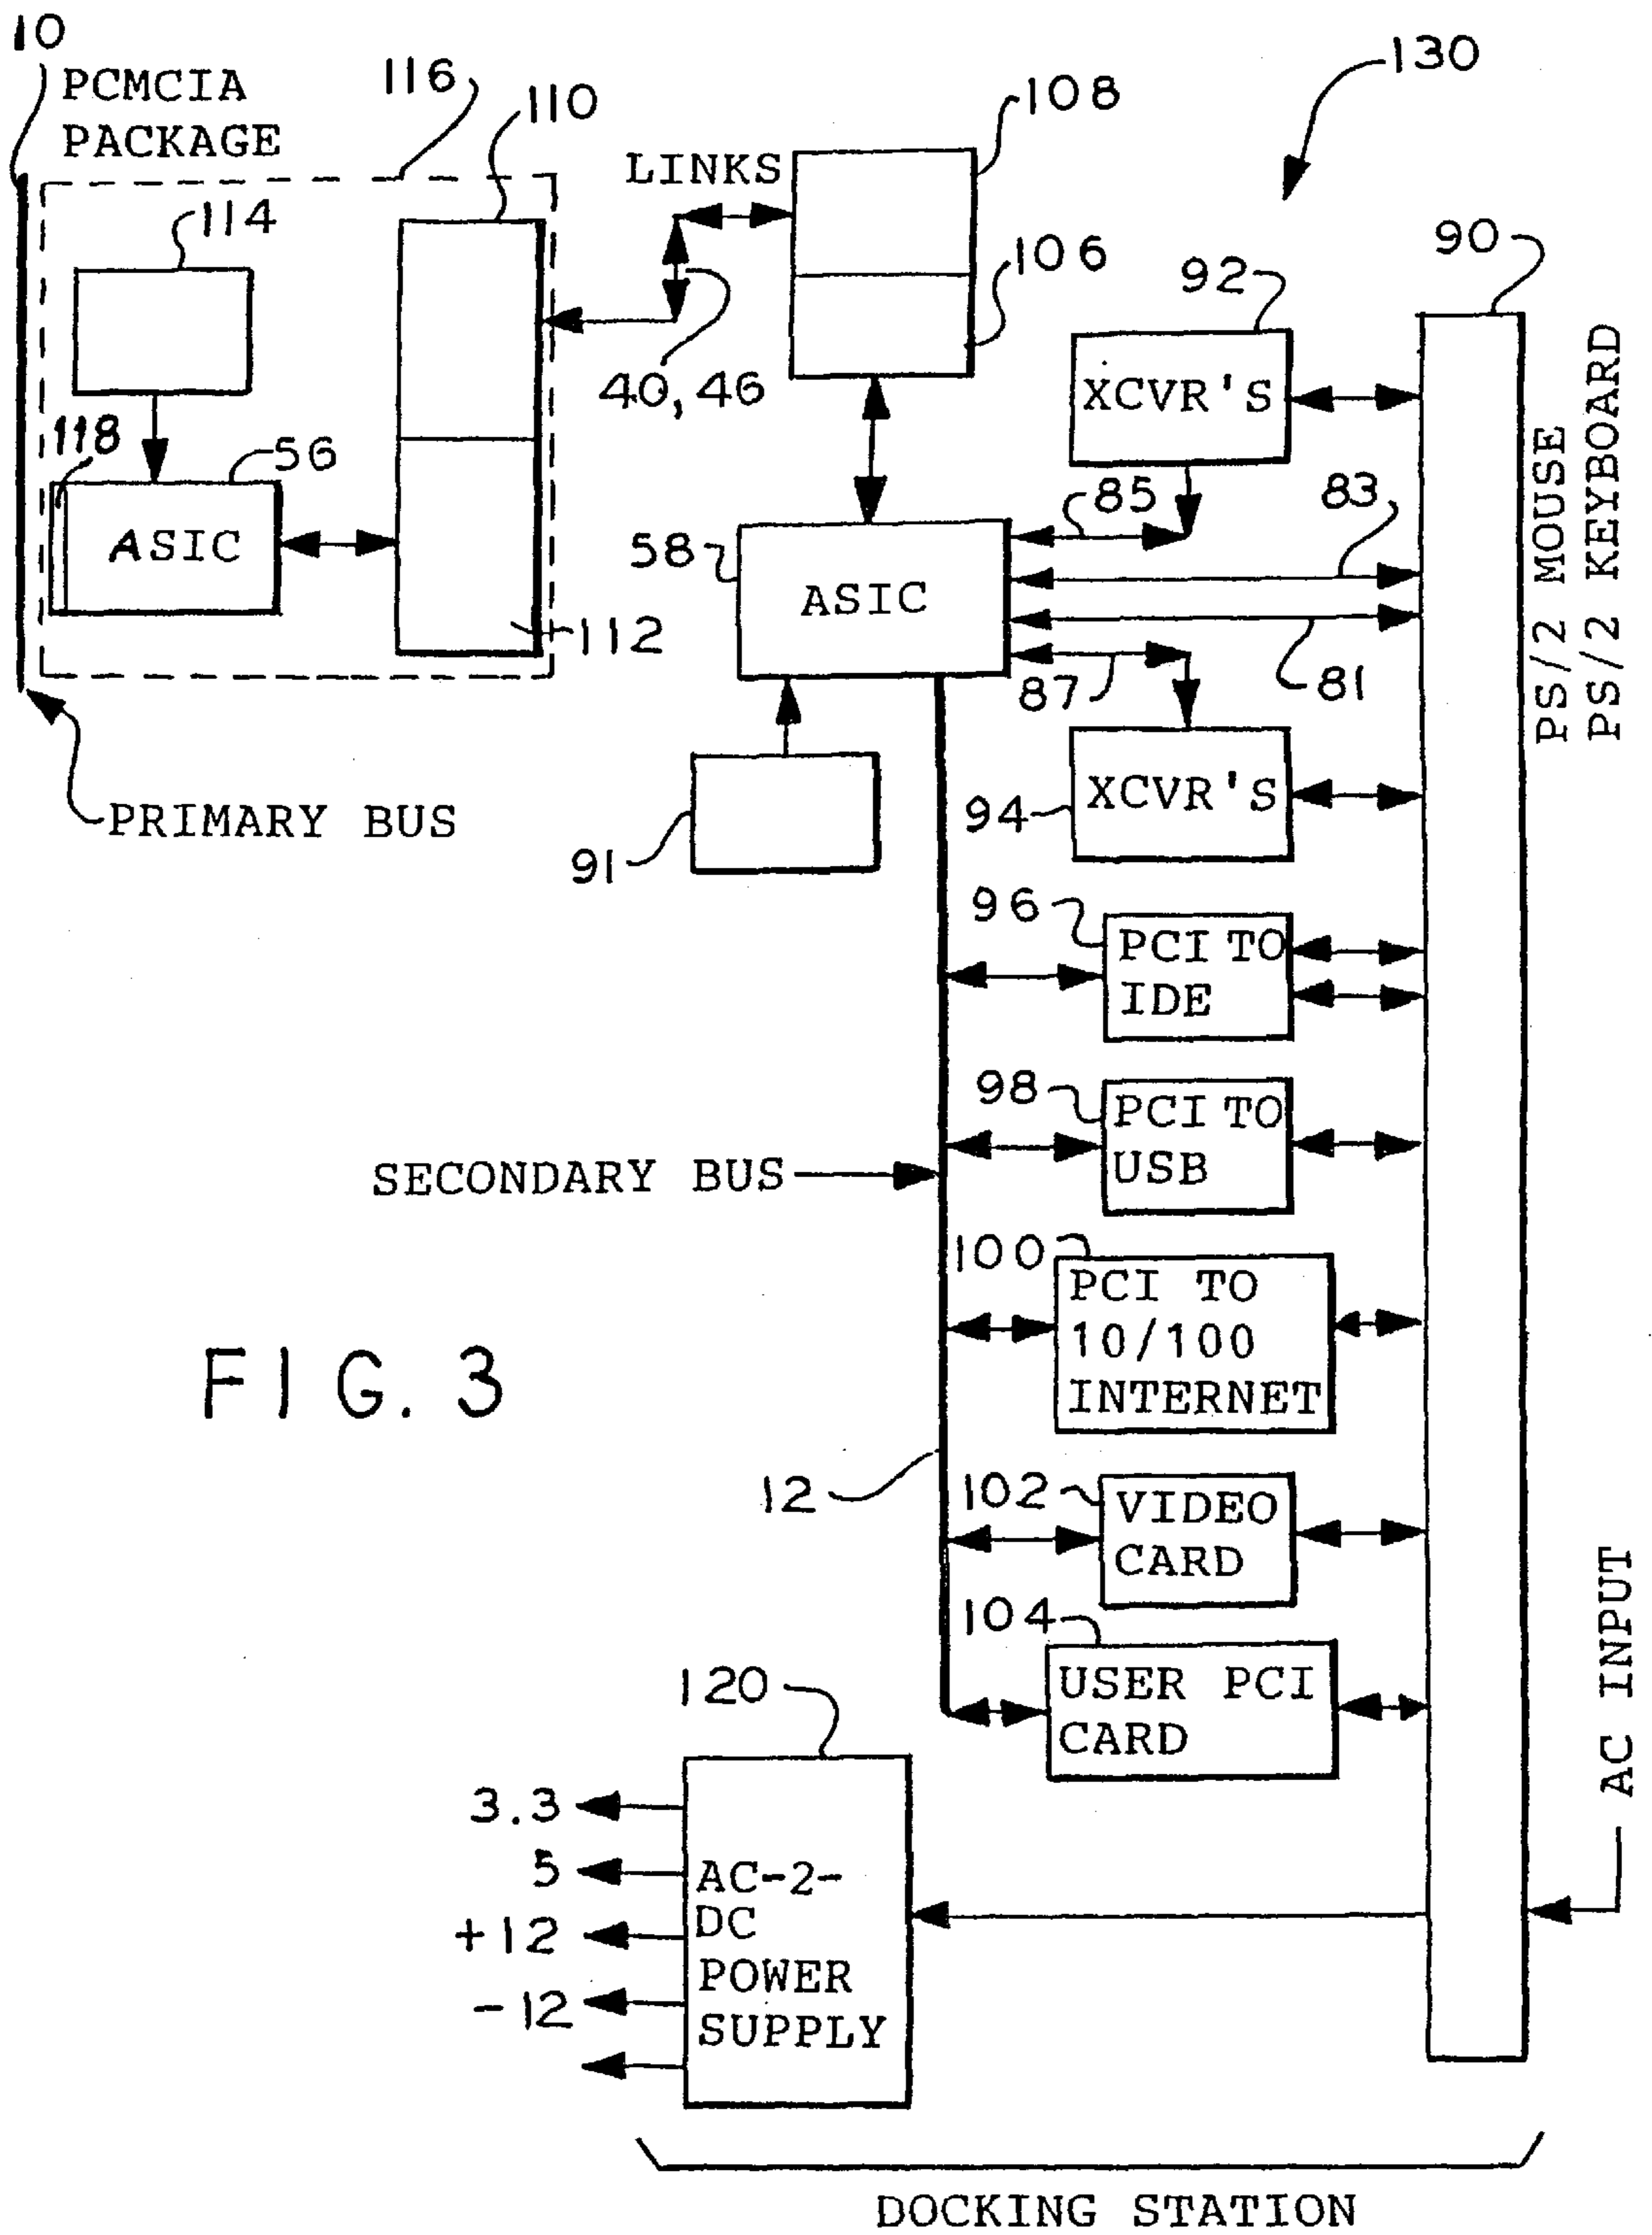 10
PCMCIA
PACKAGE
116
110
LINKS
108
130
114
106
92
90
40,46
XCVR'S
118
56
ASIC
112
85
83
58
ASIC
87
81
PS/2 MOUSE
PS/2 KEYBOARD
PRIMARY BUS
91
94
XCVR'S
96
PCI TO
IDE
98
PCI TO
USB
SECONDARY BUS
100
PCI TO
10/100
INTERNET
FIG. 3
12
102
VIDEO
CARD
104
USER PCI
CARD
AC INPUT
120
3.3
5
+12
-12
AC-2-
DC
POWER
SUPPLY
DOCKING STATION